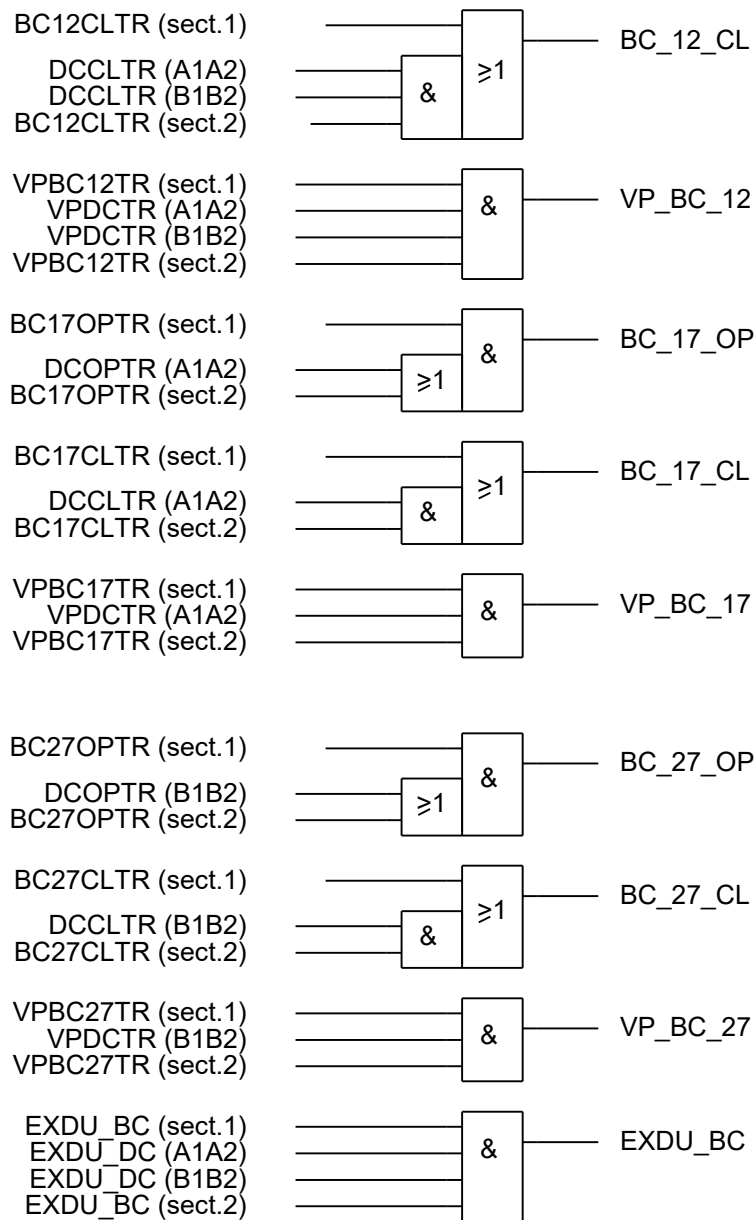 BC12CLTR (sect.1)
DCCLTR (A1A2)
DCCLTR (B1B2)
BC12CLTR (sect.2)
&
≥1
BC_12_CL
VPBC12TR (sect.1)
VPDCTR (A1A2)
VPDCTR (B1B2)
VPBC12TR (sect.2)
&
VP_BC_12
BC17OPTR (sect.1)
DCOPTR (A1A2)
BC17OPTR (sect.2)
≥1
&
BC_17_OP
BC17CLTR (sect.1)
DCCLTR (A1A2)
BC17CLTR (sect.2)
&
≥1
BC_17_CL
VPBC17TR (sect.1)
VPDCTR (A1A2)
VPBC17TR (sect.2)
&
VP_BC_17
BC27OPTR (sect.1)
DCOPTR (B1B2)
BC27OPTR (sect.2)
≥1
&
BC_27_OP
BC27CLTR (sect.1)
DCCLTR (B1B2)
BC27CLTR (sect.2)
&
≥1
BC_27_CL
VPBC27TR (sect.1)
VPDCTR (B1B2)
VPBC27TR (sect.2)
&
VP_BC_27
EXDU_BC (sect.1)
EXDU_DC (A1A2)
EXDU_DC (B1B2)
EXDU_BC (sect.2)
&
EXDU_BC